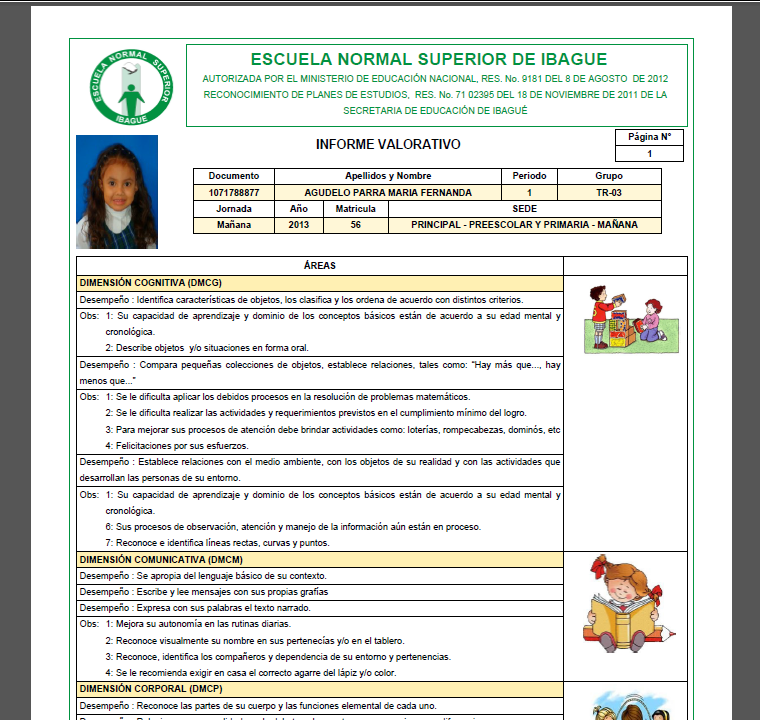 ESCUELA NORMAL SUPERIOR
IBAGUE
ESCUELA NORMAL SUPERIOR DE IBAGUE
AUTORIZADA POR EL MINISTERIO DE EDUCACIÓN NACIONAL, RES. No. 9181 DEL 8 DE AGOSTO DE 2012
RECONOCIMIENTO DE PLANES DE ESTUDIOS, RES. No. 71 02395 DEL 18 DE NOVIEMBRE DE 2011 DE LA
SECRETARIA DE EDUCACIÓN DE IBAGUÉ
INFORME VALORATIVO
Página N°
1
Documento Apellidos y Nombre Periodo Grupo
1071788877 AGUDELO PARRA MARIA FERNANDA 1 TR-03
Jornada Año Matricula SEDE
Mañana 2013 56 PRINCIPAL - PREESCOLAR Y PRIMARIA - MAÑANA
ÁREAS
DIMENSIÓN COGNITIVA (DMCG)
Desempeño : Identifica características de objetos, los clasifica y los ordena de acuerdo con distintos criterios.
Obs: 1: Su capacidad de aprendizaje y dominio de los conceptos básicos están de acuerdo a su edad mental y
cronológica.
2: Describe objetos y/o situaciones en forma oral.
Desempeño : Compara pequeñas colecciones de objetos, establece relaciones, tales como: “Hay más que..., hay
menos que...”
Obs: 1: Se le dificulta aplicar los debidos procesos en la resolución de problemas matemáticos.
2: Se le dificulta realizar las actividades y requerimientos previstos en el cumplimiento mínimo del logro.
3: Para mejorar sus procesos de atención debe brindar actividades como: loterías, rompecabezas, dominós, etc
4: Felicitaciones por sus esfuerzos.
Desempeño : Establece relaciones con el medio ambiente, con los objetos de su realidad y con las actividades que
desarrollan las personas de su entorno.
Obs: 1: Su capacidad de aprendizaje y dominio de los conceptos básicos están de acuerdo a su edad mental y
cronológica.
6: Sus procesos de observación, atención y manejo de la información aún están en proceso.
7: Reconoce e identifica líneas rectas, curvas y puntos.
DIMENSIÓN COMUNICATIVA (DMCM)
Desempeño : Se apropia del lenguaje básico de su contexto.
Desempeño : Escribe y lee mensajes con sus propias grafías
Desempeño : Expresa con sus palabras el texto narrado.
Obs: 1: Mejora su autonomía en las rutinas diarias.
2: Reconoce visualmente su nombre en sus pertenecías y/o en el tablero.
3: Reconoce, identifica los compañeros y dependencia de su entorno y pertenencias.
4: Se le recomienda exigir en casa el correcto agarre del lápiz y/o color.
DIMENSIÓN CORPORAL (DMCP)
Desempeño : Reconoce las partes de su cuerpo y las funciones elemental de cada uno.